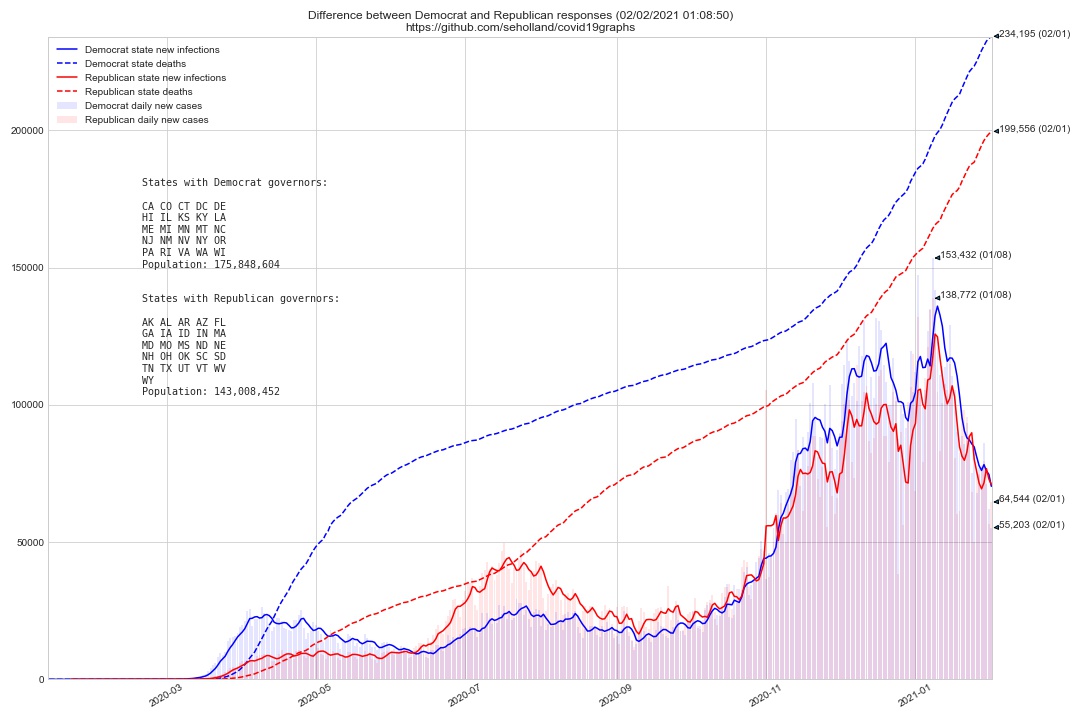 Difference between Democrat and Republican responses (02/02/2021 01:08:50)
https://github.com/seholland/covid19graphs
Democrat state new infections
Democrat state deaths
Republican state new infections
Republican state deaths
Democrat daily new cases
Republican daily new cases
234,195 (02/01)
200000
199,556 (02/01)
States with Democrat governors:
CA CO CT DC DE
HI IL KS KY LA
ME MI MN MT NC
NJ NM NV NY OR
PA RI VA WA WI
Population: 175,848,604
150000
153,432 (01/08)
138,772 (01/08)
States with Republican governors:
AK AL AR AZ FL
GA IA ID IN MA
MD MO MS ND NE
NH OH OK SC SD
TN TX UT VT WV
WY
Population: 143,008,452
100000
64,544 (02/01)
55,203 (02/01)
50000
0
2020-03
2020-05
2020-07
2020-09
2020-11
2021-01